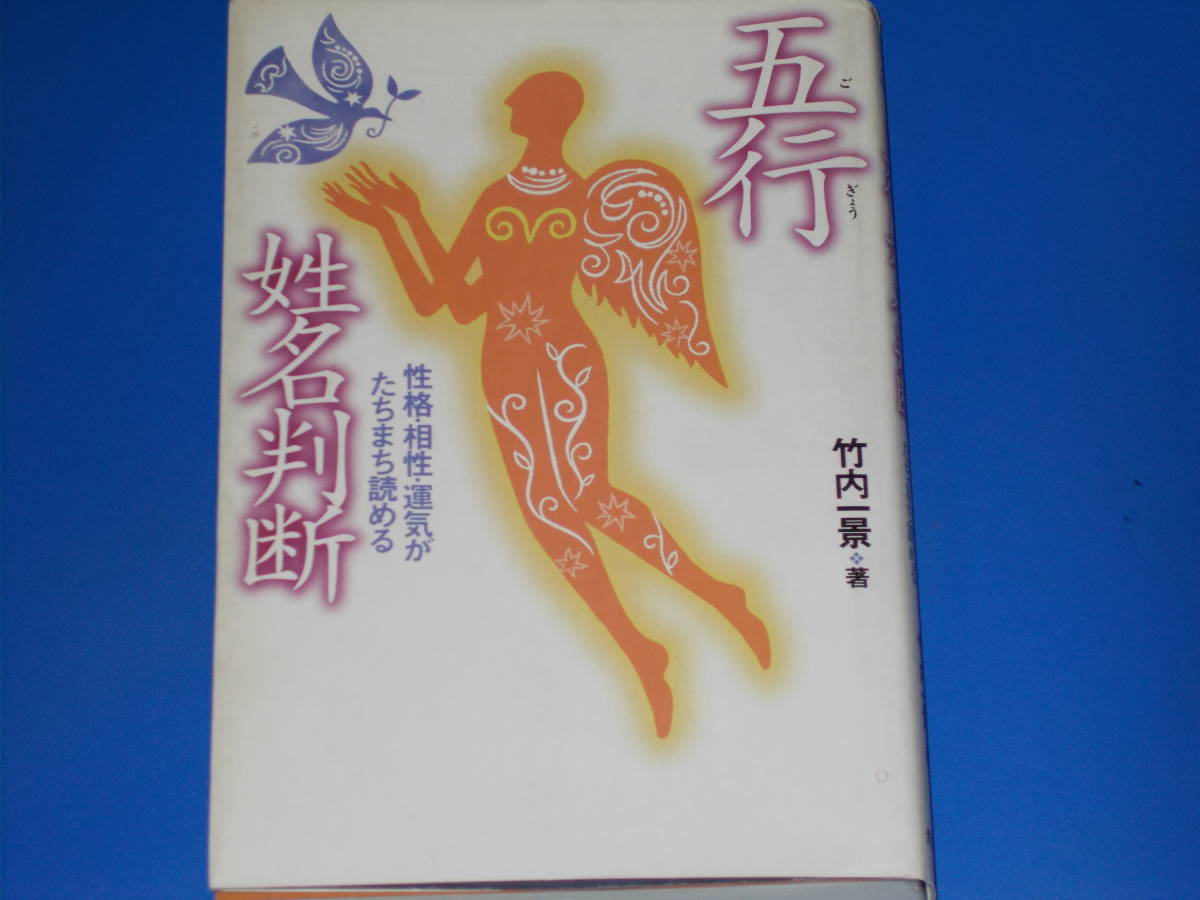 五行
ごぎょう
姓名判断
性格・相性・運気が
たちまち読める
竹内一景❖著